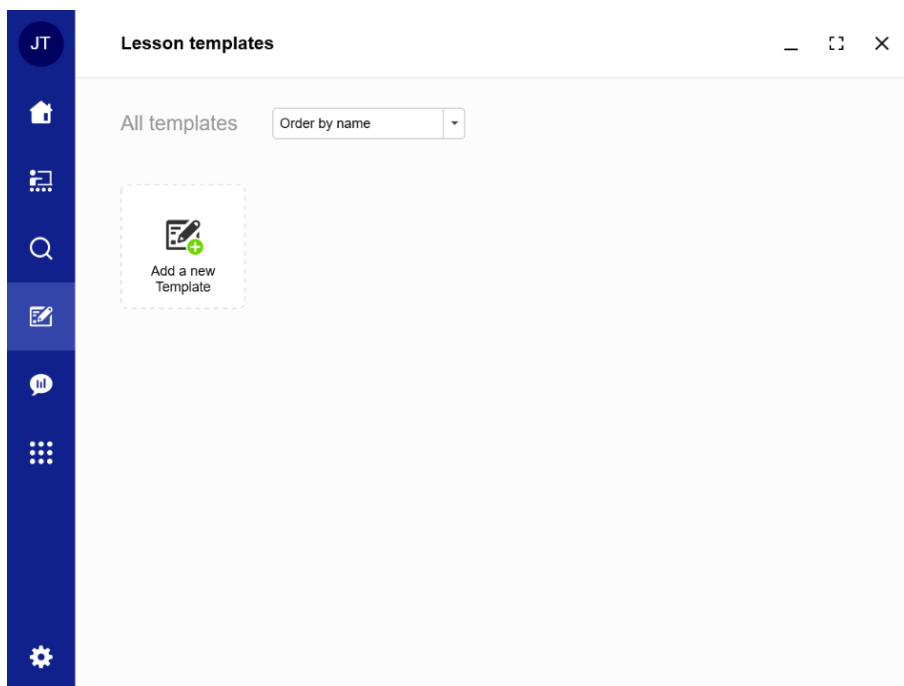 JT
Lesson templates
All templates
Order by name
Add a new
Template